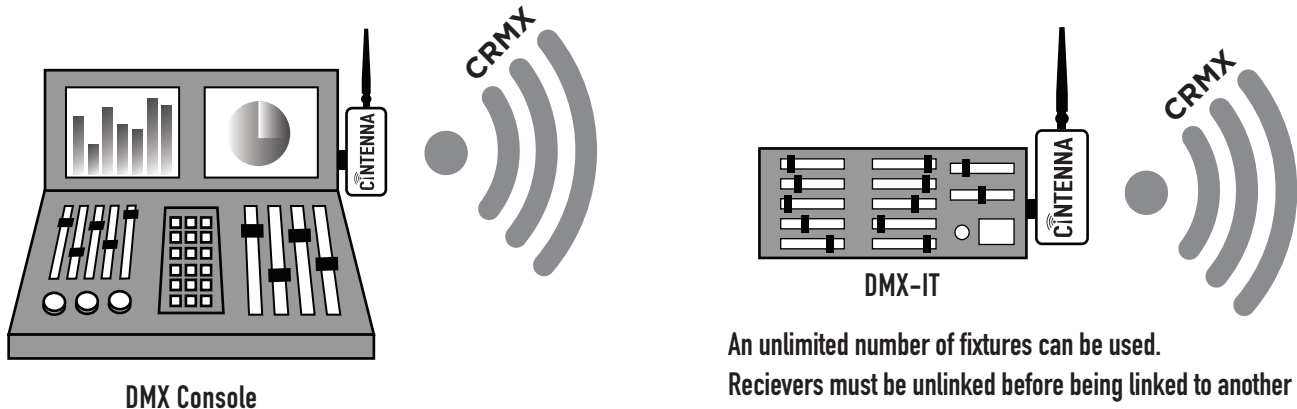 CRMX
CiNTENNA
DMX Console
CRMX
CiNTENNA
DMX-IT
An unlimited number of fixtures can be used.
Recievers must be unlinked before being linked to another